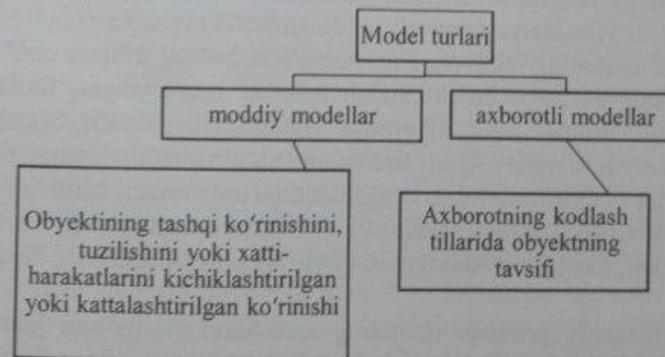 Model turlari
moddiy modellar
axborotli modellar
Obyektining tashqi ko‘rinishini,
tuzilishini yoki xatti-
harakatlarini kichiklashtirilgan
yoki kattalashtirilgan ko‘rinishi
Axborotning kodlash
tillarida obyektning
tavsifi